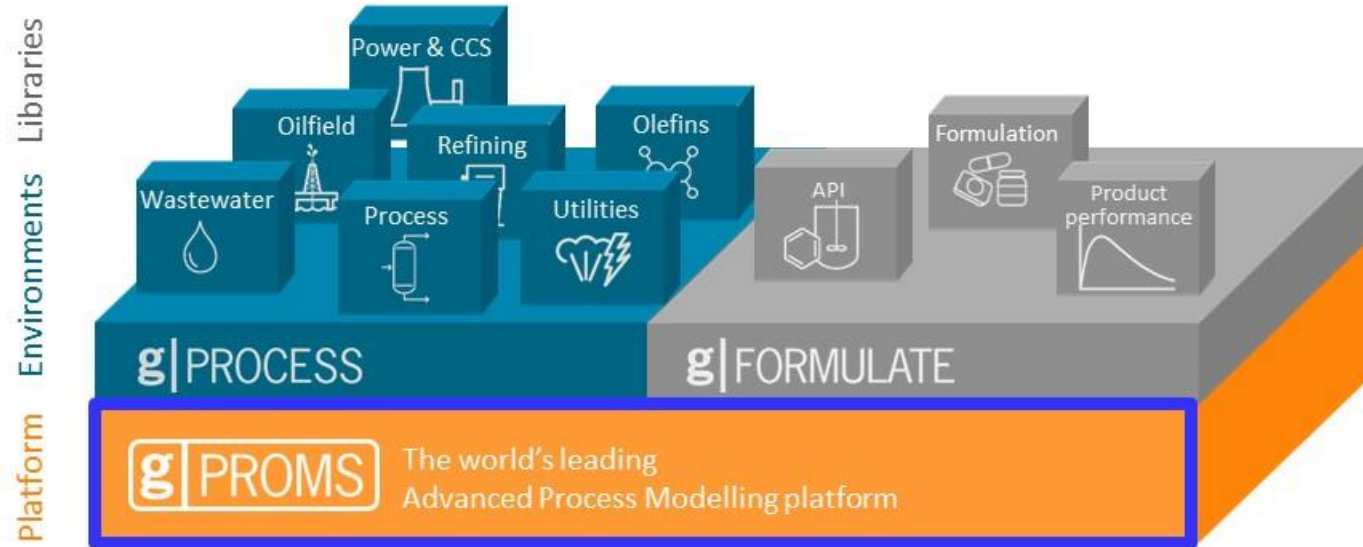 Libraries
Environments
Platform
Power & CCS
Oilfield
Refining
Olefins
Wastewater
Process
Utilities
Formulation
API
Product
performance
g|PROCESS
g|FORMULATE
g|PROMS
The world's leading
Advanced Process Modelling platform